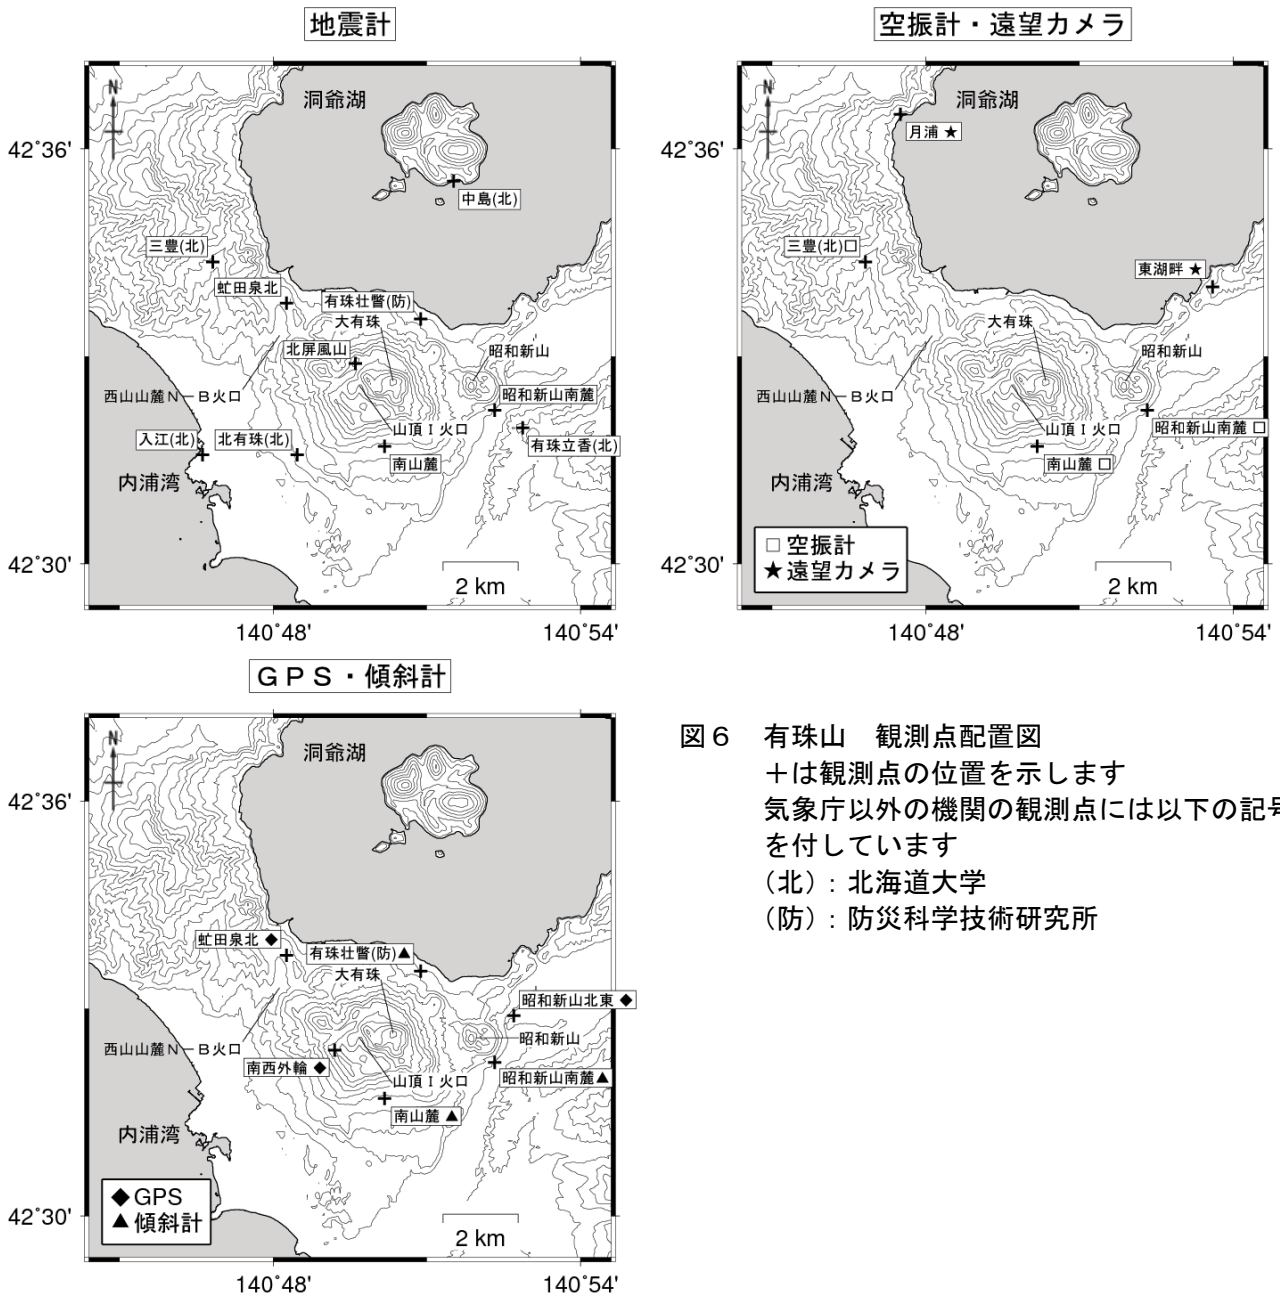 地震計
N
洞爺湖
42°36'
中島(北)
三豊(北)
虻田泉北
有珠壮瞥(防)
大有珠
北屏風山
昭和新山
西山山麓N－B火口
昭和新山南麓
山頂Ｉ火口
入江(北)
北有珠(北)
有珠立香(北)
南山麓
内浦湾
42°30'
2 km
140°48'
140°54'
空振計・遠望カメラ
N
洞爺湖
月浦 ★
42°36'
三豊(北)□
東湖畔 ★
大有珠
昭和新山
西山山麓N－B火口
山頂Ｉ火口
昭和新山南麓 □
南山麓 □
内浦湾
□ 空振計
★遠望カメラ
42°30'
2 km
140°48'
140°54'
ＧＰＳ・傾斜計
N
洞爺湖
42°36'
虻田泉北 ◆
有珠壮瞥(防)▲
大有珠
昭和新山北東 ◆
昭和新山
西山山麓N－B火口
南西外輪 ◆
昭和新山南麓▲
山頂Ｉ火口
南山麓 ▲
内浦湾
◆GPS
▲傾斜計
42°30'
2 km
140°48'
140°54'
図６　有珠山　観測点配置図
＋は観測点の位置を示します
気象庁以外の機関の観測点には以下の記号
を付しています
（北）：北海道大学
（防）：防災科学技術研究所